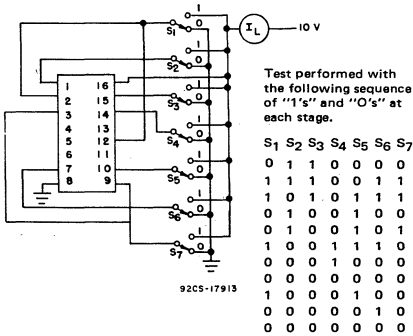 1
S1
0
IL
10 V
1
S2
0
1 16
2 15
3 14
4 13
5 12
6 11
7 10
8 9
1
S3
0
1
S4
0
1
S5
0
1
S6
0
1
S7
0
92CS-17913
Test performed with
the following sequence
of "1's" and "0's" at
each stage.
S1 S2 S3 S4 S5 S6 S7
0 1 1 0 0 0 0
1 1 1 0 0 1 1
1 0 1 0 1 1 1
0 1 0 0 1 0 1
0 1 0 0 1 0 1
1 0 0 1 1 1 0
0 0 0 1 0 0 0
0 0 0 0 0 0 0
1 0 0 0 1 0 0
0 0 0 0 0 1 0
0 0 0 0 0 0 0